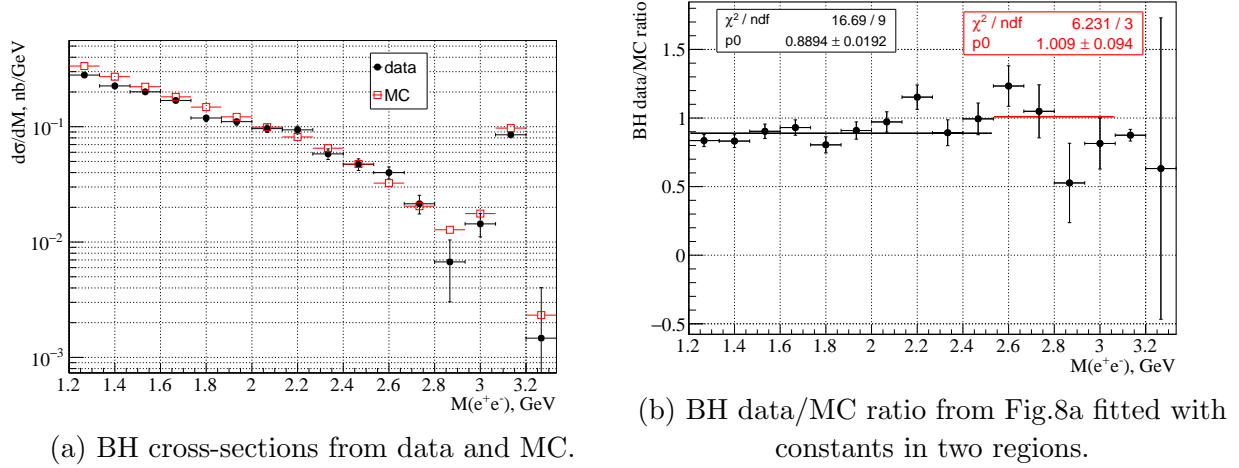 dσ/dM, nb/GeV
10⁻¹
10⁻²
10⁻³
data
MC
1.2 1.4 1.6 1.8 2 2.2 2.4 2.6 2.8 3 3.2
M(e⁺e⁻), GeV
(a) BH cross-sections from data and MC.
BH data/MC ratio
χ² / ndf 16.69 / 9
p0 0.8894 ± 0.0192
χ² / ndf 6.231 / 3
p0 1.009 ± 0.094
1.5
1
0.5
0
−0.5
1.2 1.4 1.6 1.8 2 2.2 2.4 2.6 2.8 3 3.2
M(e⁺e⁻), GeV
(b) BH data/MC ratio from Fig.8a fitted with
constants in two regions.